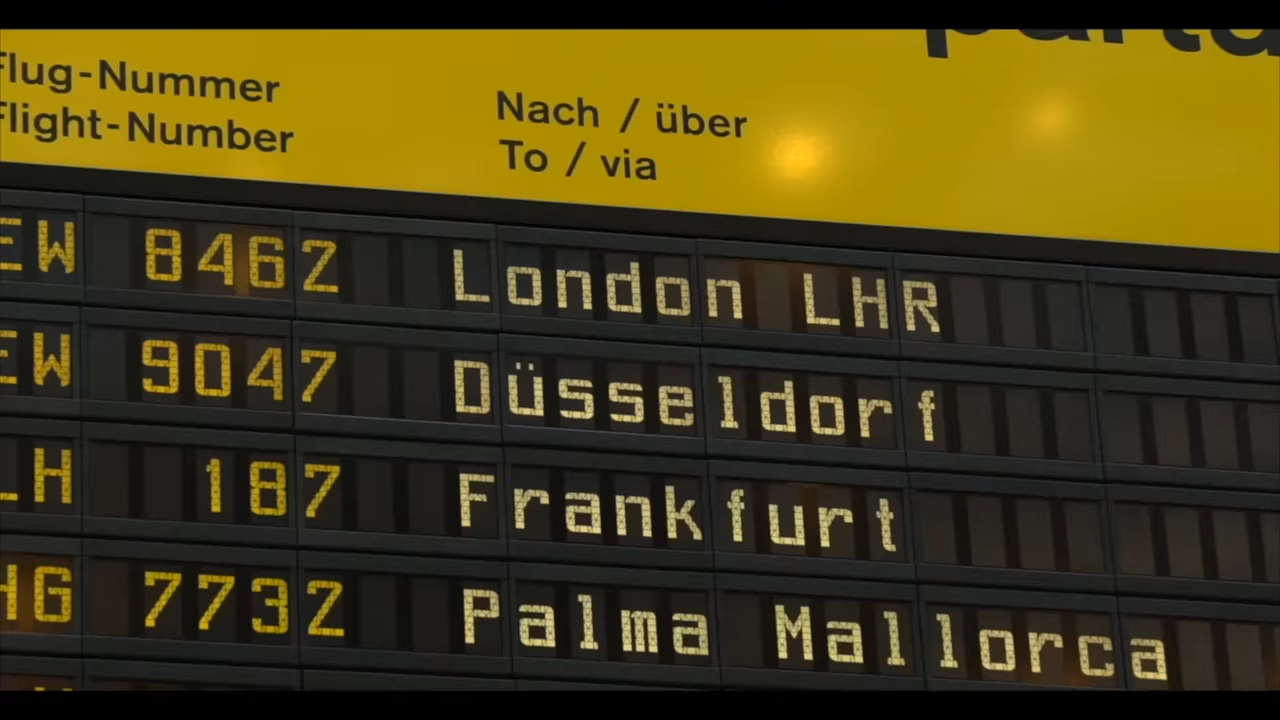 Flug-Nummer
Flight-Number
Nach / über
To / via
EW 8462 London LHR
EW 9047 Düsseldorf
LH 187 Frankfurt
HG 7732 Palma Mallorca